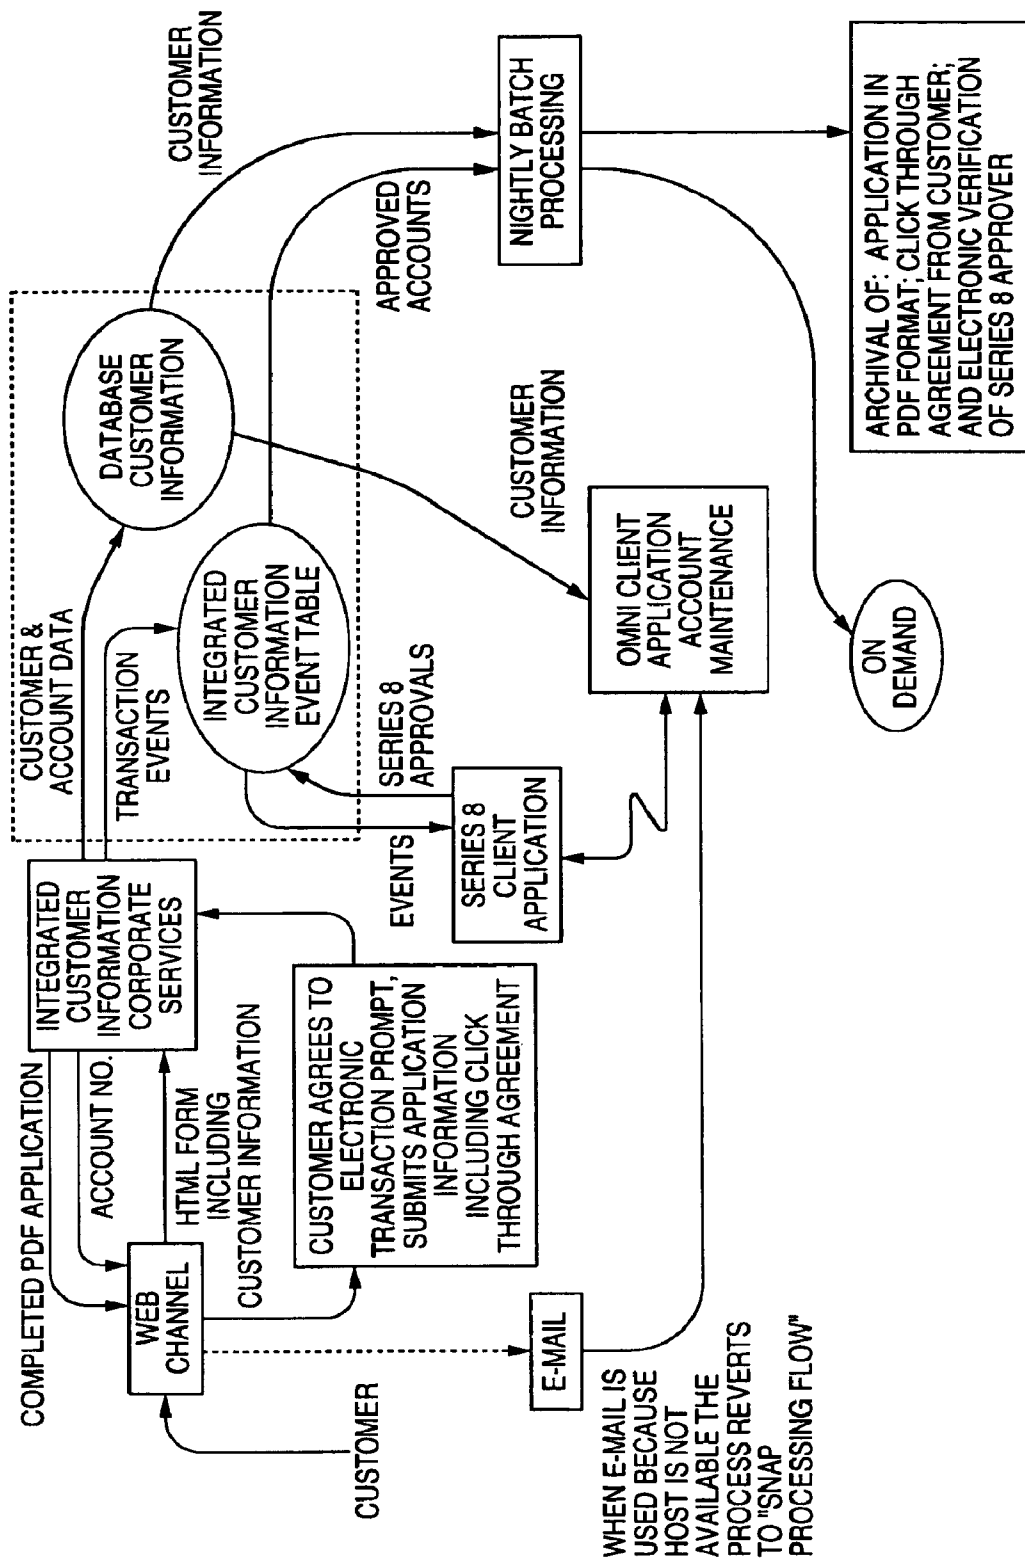 COMPLETED PDF APPLICATION
ACCOUNT NO.
WEB
CHANNEL
HTML FORM
INCLUDING
CUSTOMER INFORMATION
CUSTOMER
INTEGRATED
CUSTOMER
INFORMATION
CORPORATE
SERVICES
CUSTOMER AGREES TO
ELECTRONIC
TRANSACTION PROMPT,
SUBMITS APPLICATION
INFORMATION
INCLUDING CLICK
THROUGH AGREEMENT
E-MAIL
WHEN E-MAIL IS
USED BECAUSE
HOST IS NOT
AVAILABLE THE
PROCESS REVERTS
TO "SNAP
PROCESSING FLOW"
CUSTOMER &
ACCOUNT DATA
TRANSACTION
EVENTS
DATABASE
CUSTOMER
INFORMATION
INTEGRATED
CUSTOMER
INFORMATION
EVENT TABLE
EVENTS
SERIES 8
APPROVALS
SERIES 8
CLIENT
APPLICATION
CUSTOMER
INFORMATION
APPROVED
ACCOUNTS
CUSTOMER
INFORMATION
OMNI CLIENT
APPLICATION
ACCOUNT
MAINTENANCE
NIGHTLY BATCH
PROCESSING
ON
DEMAND
ARCHIVAL OF: APPLICATION IN
PDF FORMAT; CLICK THROUGH
AGREEMENT FROM CUSTOMER;
AND ELECTRONIC VERIFICATION
OF SERIES 8 APPROVER